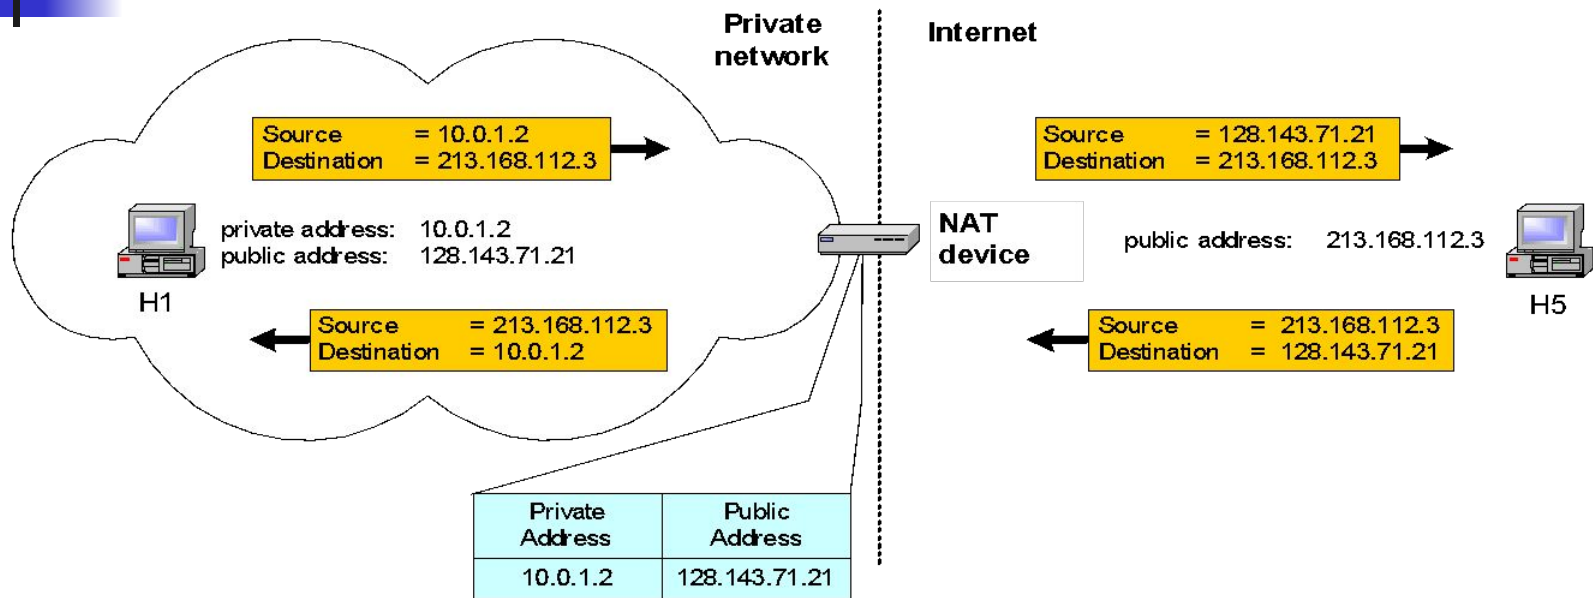 Private
network
Internet
Source = 10.0.1.2
Destination = 213.168.112.3
Source = 128.143.71.21
Destination = 213.168.112.3
private address: 10.0.1.2
public address: 128.143.71.21
H1
NAT
device
public address: 213.168.112.3
H5
Source = 213.168.112.3
Destination = 10.0.1.2
Source = 213.168.112.3
Destination = 128.143.71.21
Private
Address
Public
Address
10.0.1.2 128.143.71.21